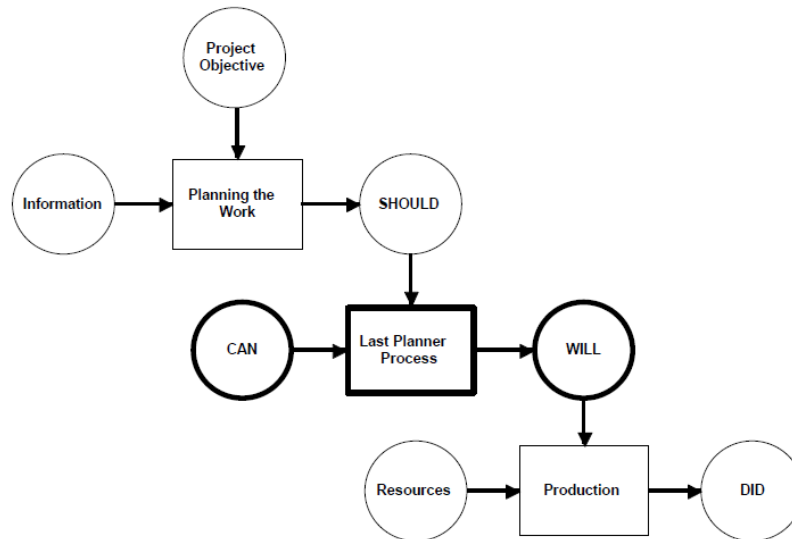 Project
Objective
Information
Planning the
Work
SHOULD
CAN
Last Planner
Process
WILL
Resources
Production
DID